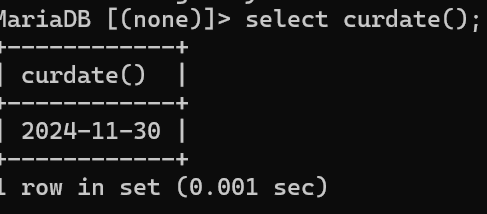 MariaDB [(none)]> select curdate();
+------------+
| curdate()  |
+------------+
| 2024-11-30 |
+------------+
1 row in set (0.001 sec)